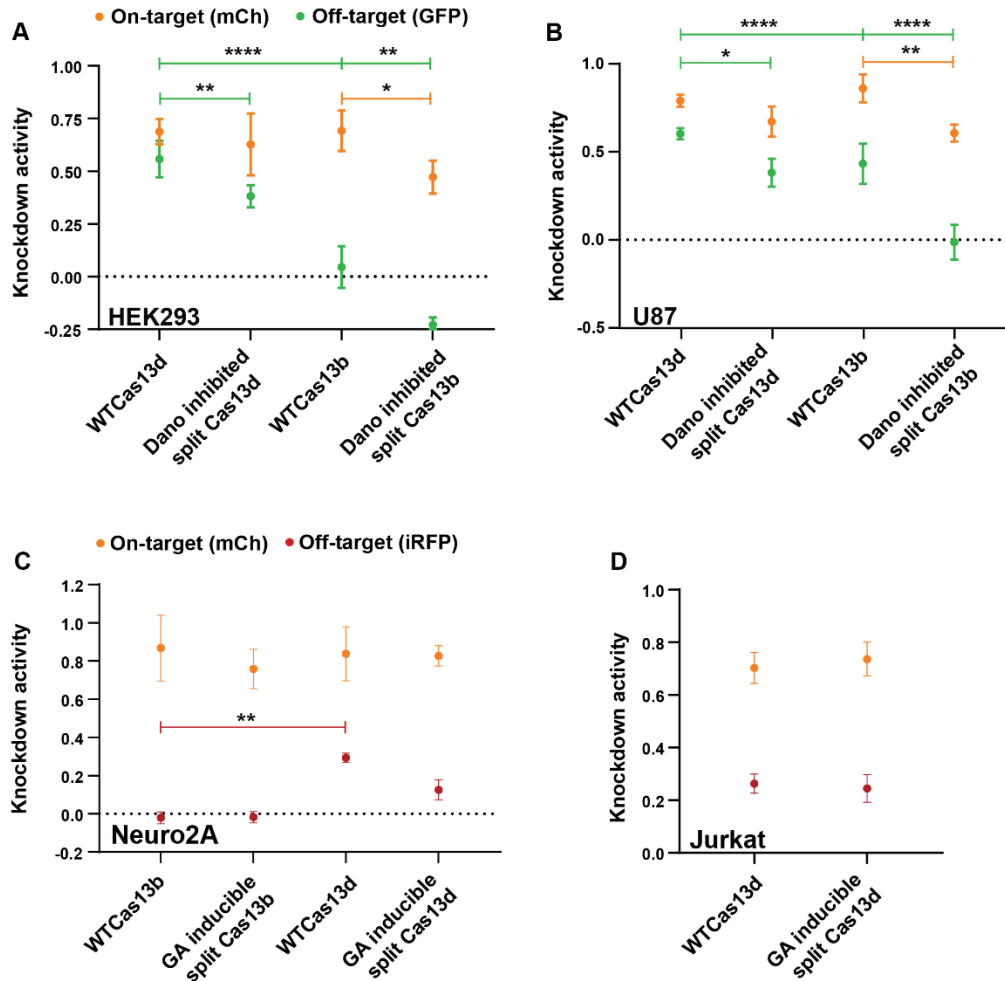 On-target (mCh) Off-target (GFP)
A
**** **
** *
Knockdown activity
1.00
0.75
0.50
0.25
0.00
-0.25
HEK293
WTCas13d
Dano inhibited
split Cas13d
WTCas13b
Dano inhibited
split Cas13b
B
**** ****
* **
Knockdown activity
1.0
0.5
0.0
-0.5
U87
WTCas13d
Dano inhibited
split Cas13d
WTCas13b
Dano inhibited
split Cas13b
On-target (mCh) Off-target (iRFP)
C
Knockdown activity
1.2
1.0
0.8
0.6
0.4
0.2
0.0
-0.2
**
Neuro2A
WTCas13b
GA inducible
split Cas13b
WTCas13d
GA inducible
split Cas13d
D
Knockdown activity
1.0
0.8
0.6
0.4
0.2
0.0
Jurkat
WTCas13d
GA inducible
split Cas13d